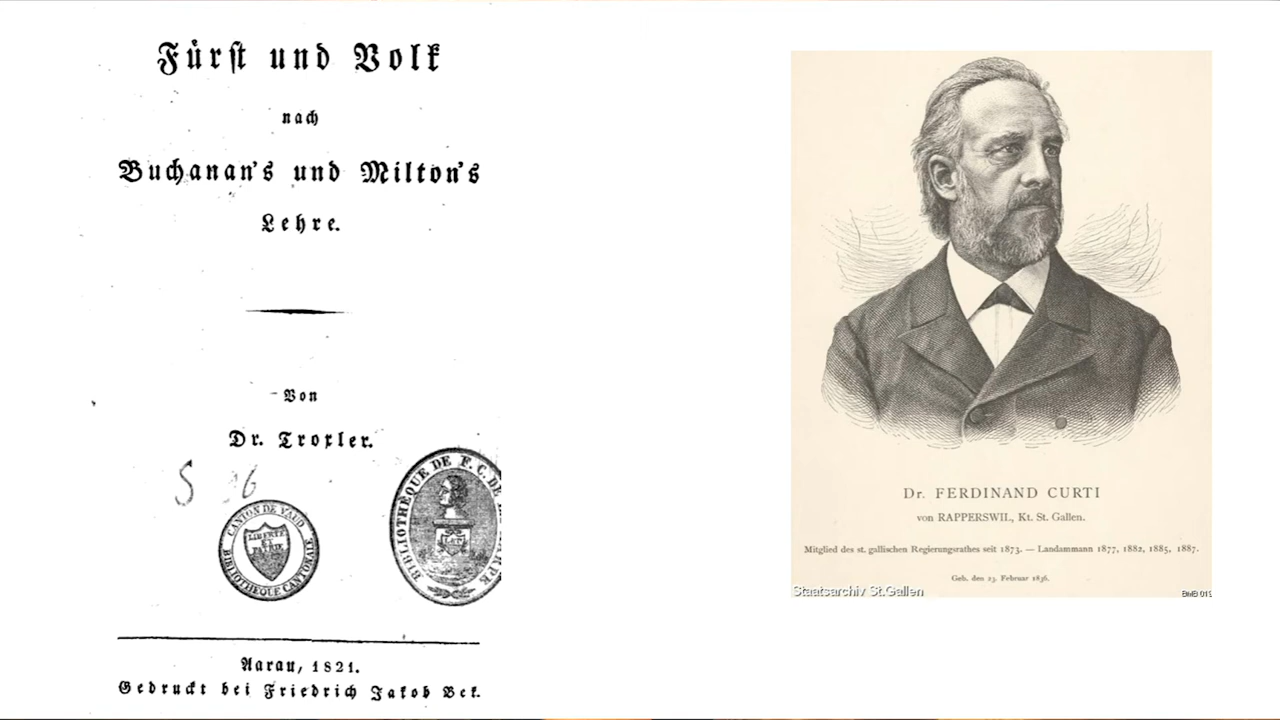 Fürst und Volk
nach
Buchanan's und Milton's
Lehre.
Von
Dr. Troxler.
S 6
CANTON DE VAUD
LIBERTÉ
ET
PATRIE
BIBLIOTHEQUE CANTONALE
BIBLIOTHÈQUE DE F. C. DE
Aarau, 1821.
Gedruckt bei Friedrich Jakob Bek.
Dr. FERDINAND CURTI
von RAPPERSWIL, Kt. St. Gallen.
Mitglied des st. gallischen Regierungsrathes seit 1873. — Landammann 1877, 1882, 1885, 1887.
Geb. den 23. Februar 1836.
Staatsarchiv St.Gallen